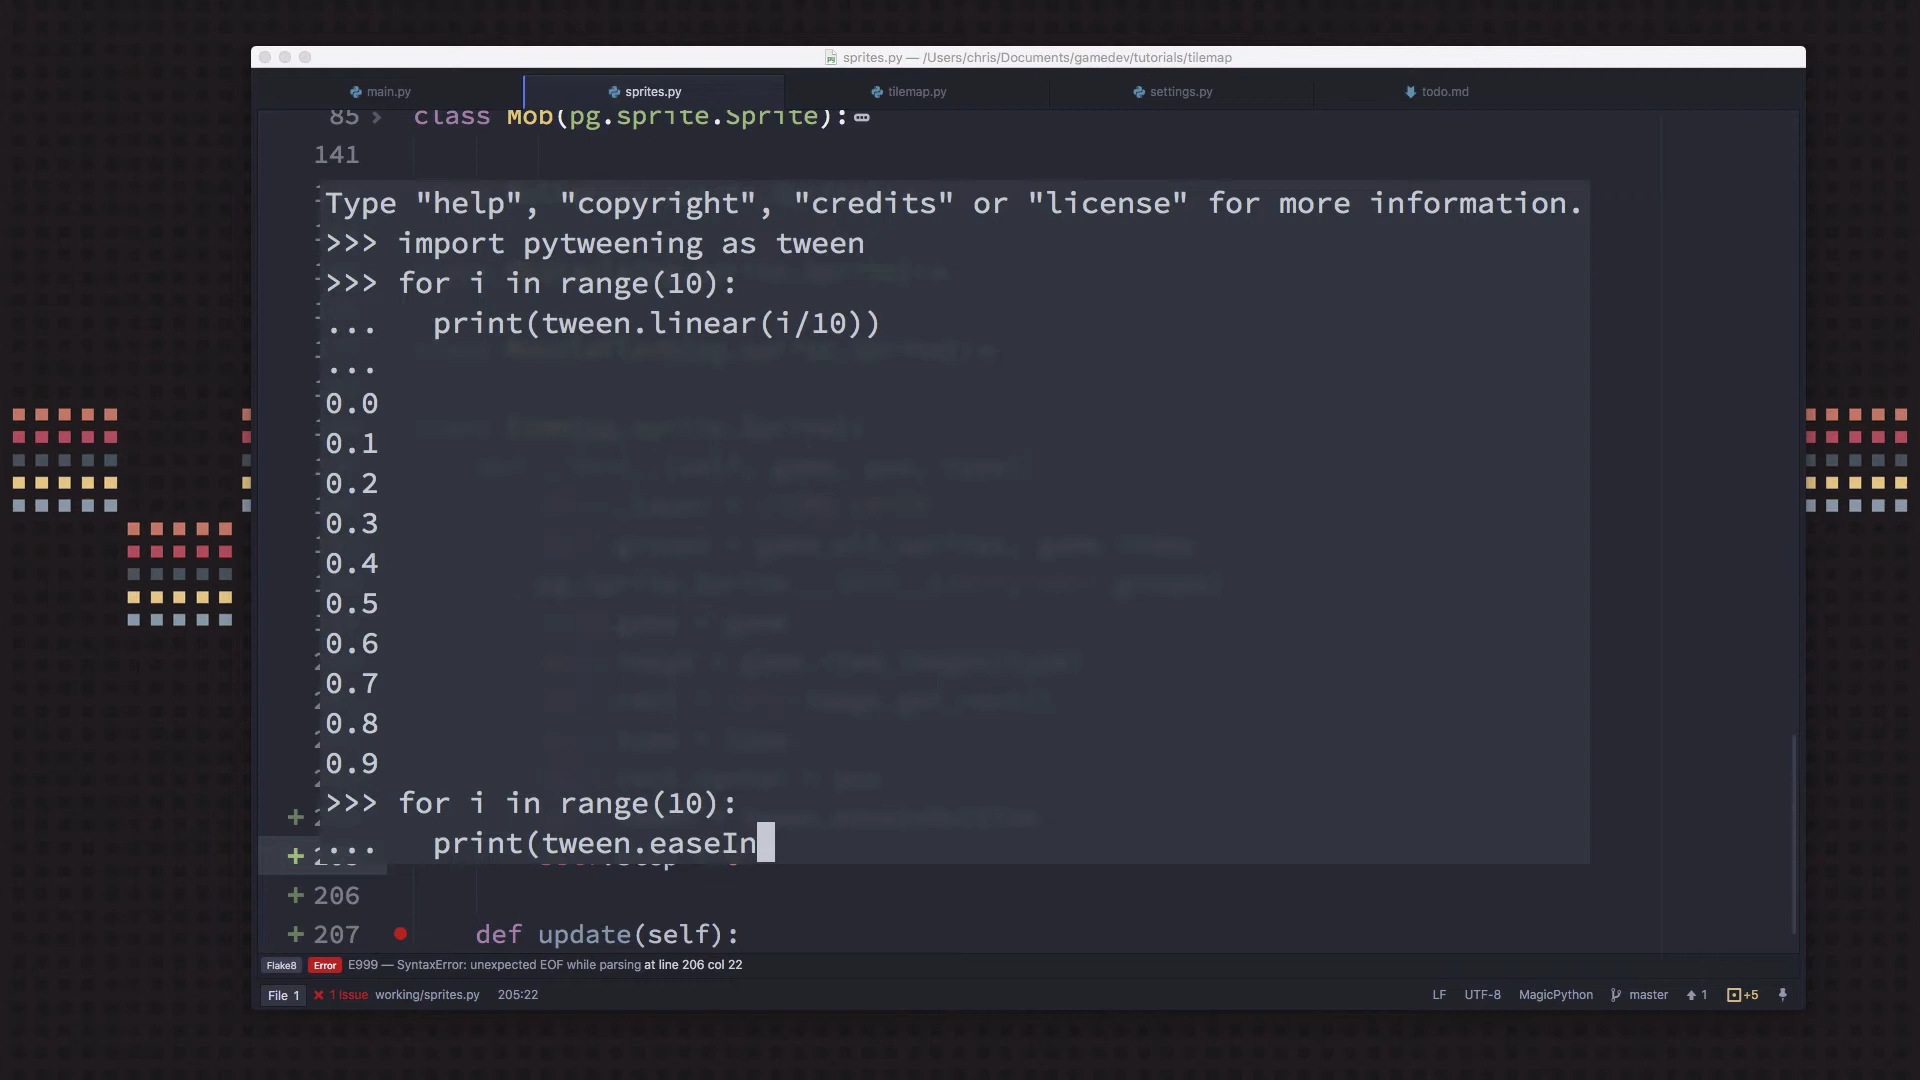 sprites.py — /Users/chris/Documents/gamedev/tutorials/tilemap
main.py sprites.py tilemap.py settings.py todo.md
85 class Mob(pg.sprite.Sprite):
141
Type "help", "copyright", "credits" or "license" for more information.
>>> import pytweening as tween
>>> for i in range(10):
...   print(tween.linear(i/10))
...
0.0
0.1
0.2
0.3
0.4
0.5
0.6
0.7
0.8
0.9
>>> for i in range(10):
...   print(tween.easeIn
+ 206
+ 207 def update(self):
Flake8 Error E999 — SyntaxError: unexpected EOF while parsing at line 206 col 22
File 1 1 Issue working/sprites.py 205:22 LF UTF-8 MagicPython master 1 +5